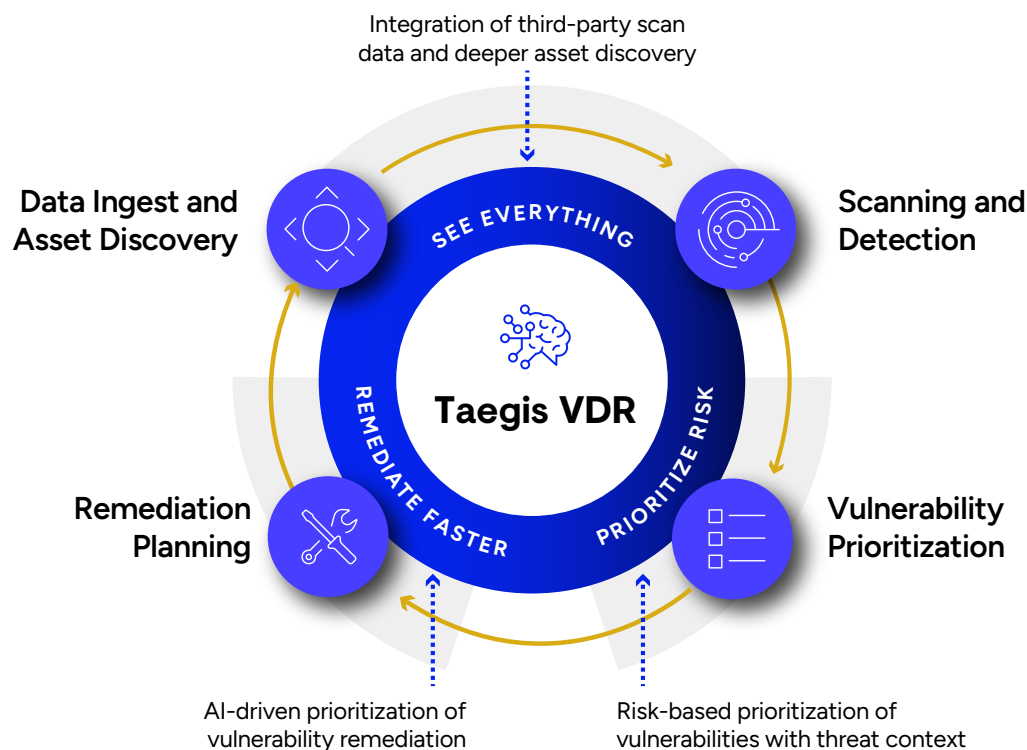 Integration of third-party scan
data and deeper asset discovery
Data Ingest and
Asset Discovery
Scanning and
Detection
SEE EVERYTHING
Taegis VDR
REMEDIATE FASTER
PRIORITIZE RISK
Remediation
Planning
Vulnerability
Prioritization
AI-driven prioritization of
vulnerability remediation
Risk-based prioritization of
vulnerabilities with threat context